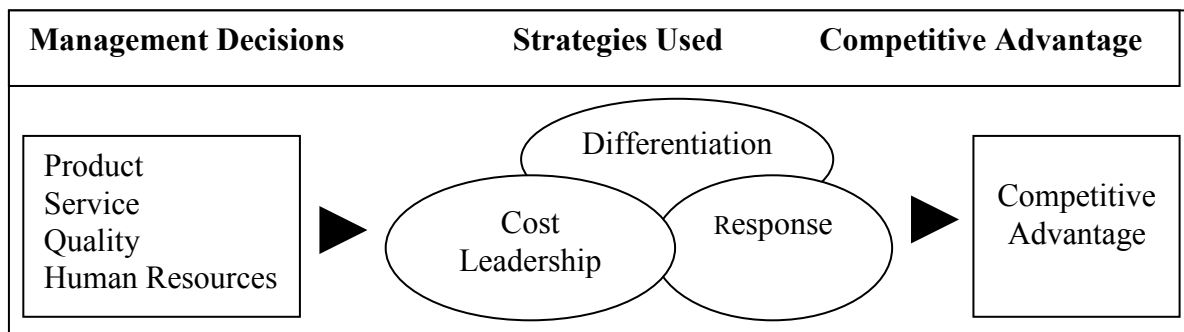 Management Decisions Strategies Used Competitive Advantage
Product
Service
Quality
Human Resources
Differentiation
Cost
Leadership
Response
Competitive
Advantage